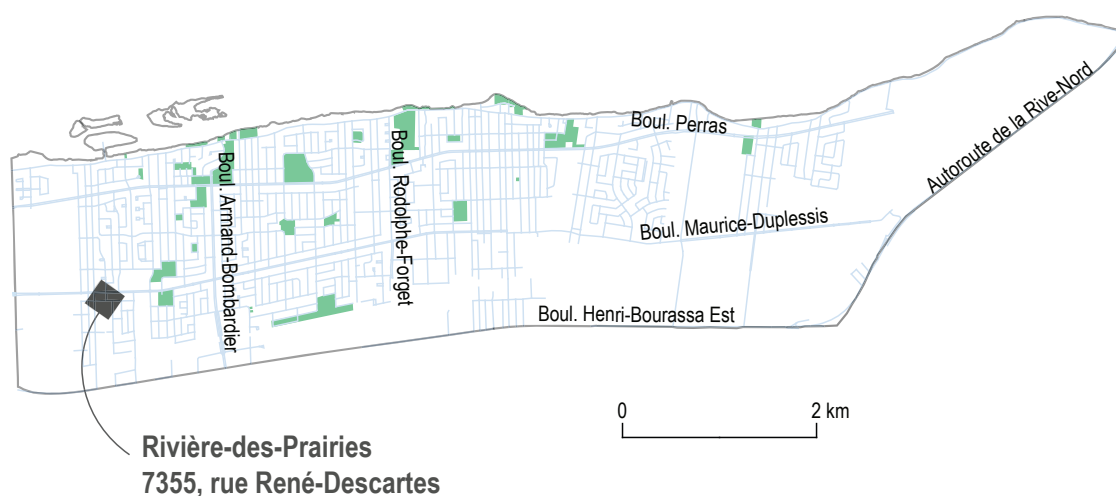 Boul. Perras
Autoroute de la Rive-Nord
Boul. Armand-Bombardier
Boul. Rodolphe-Forget
Boul. Maurice-Duplessis
Boul. Henri-Bourassa Est
0 2 km
Rivière-des-Prairies
7355, rue René-Descartes